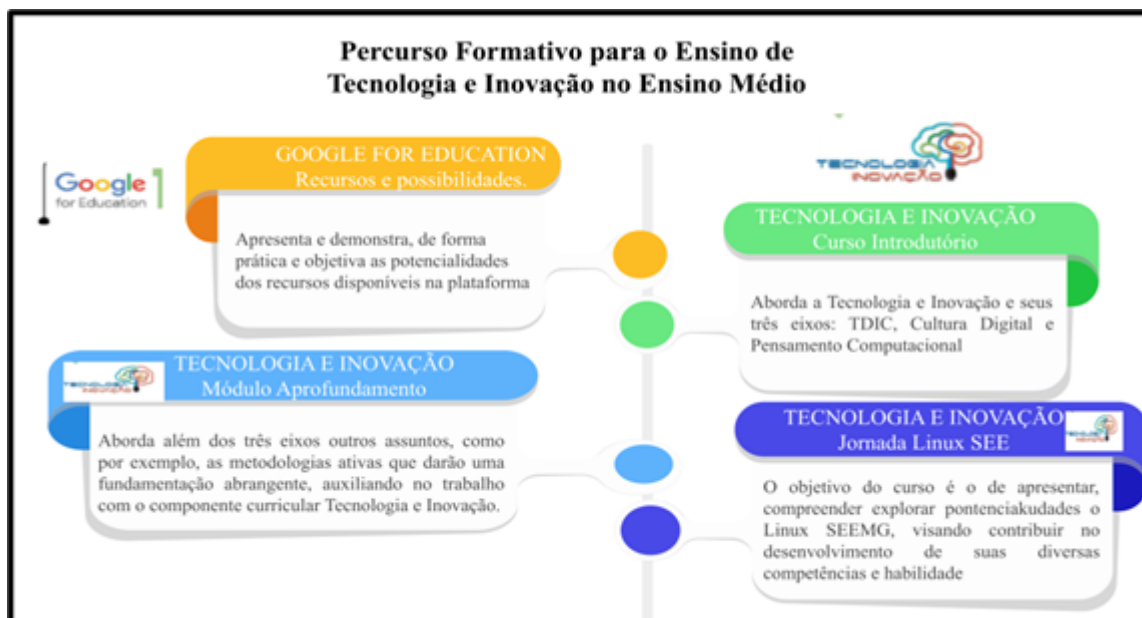 Percurso Formativo para o Ensino de
Tecnologia e Inovação no Ensino Médio
Google
for Education
GOOGLE FOR EDUCATION
Recursos e possibilidades.
Apresenta e demonstra, de forma
prática e objetiva as potencialidades
dos recursos disponíveis na plataforma
TECNOLOGIA
INOVAÇÃO
TECNOLOGIA E INOVAÇÃO
Curso Introdutório
Aborda a Tecnologia e Inovação e seus
três eixos: TDIC, Cultura Digital e
Pensamento Computacional
TECNOLOGIA
INOVAÇÃO
TECNOLOGIA E INOVAÇÃO
Módulo Aprofundamento
Aborda além dos três eixos outros assuntos, como
por exemplo, as metodologias ativas que darão uma
fundamentação abrangente, auxiliando no trabalho
com o componente curricular Tecnologia e Inovação.
TECNOLOGIA E INOVAÇÃO
Jornada Linux SEE
TECNOLOGIA
INOVAÇÃO
O objetivo do curso é o de apresentar,
compreender explorar pontenciakudades o
Linux SEEMG, visando contribuir no
desenvolvimento de suas diversas
competências e habilidade